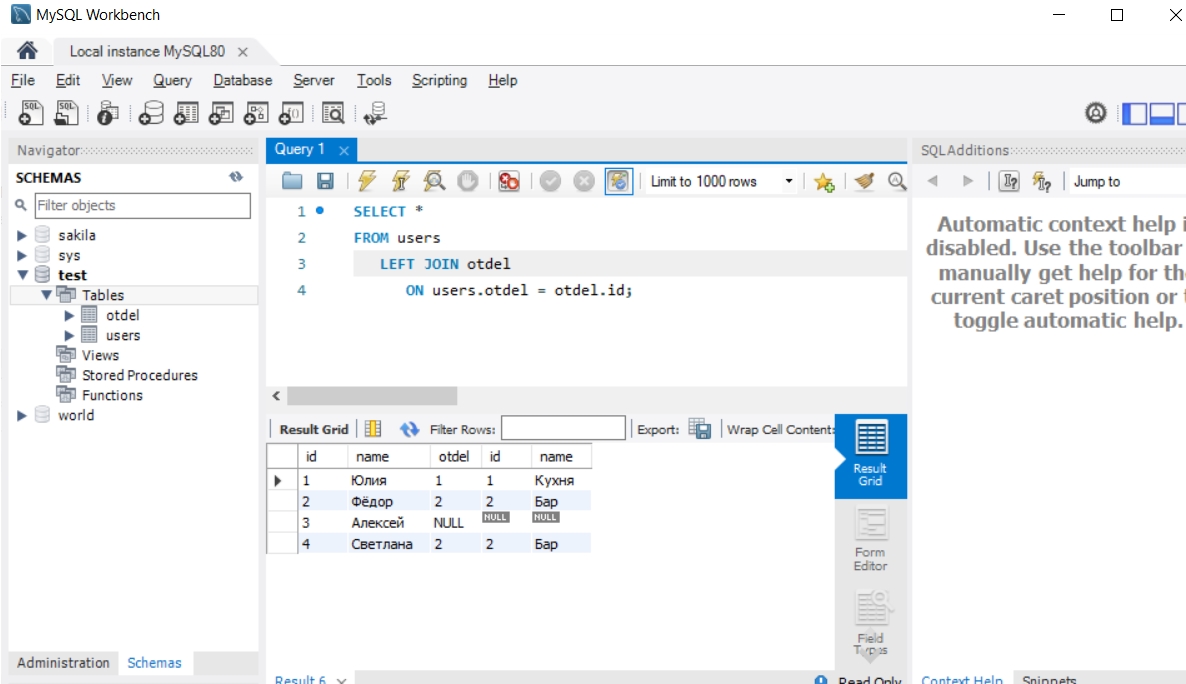 MySQL Workbench
Local instance MySQL80
File Edit View Query Database Server Tools Scripting Help
Navigator
SCHEMAS
Filter objects
sakila
sys
test
Tables
otdel
users
Views
Stored Procedures
Functions
world
Administration Schemas
Query 1
Limit to 1000 rows
1 SELECT *
2 FROM users
3 LEFT JOIN otdel
4 ON users.otdel = otdel.id;
Result Grid Filter Rows: Export: Wrap Cell Content:
id name otdel id name
1 Юлия 1 1 Кухня
2 Фёдор 2 2 Бар
3 Алексей NULL NULL NULL
4 Светлана 2 2 Бар
Result Grid
Form Editor
Field Types
Result 6
Read Only
SQLAdditions
Jump to
Automatic context help i
disabled. Use the toolbar
manually get help for the
current caret position or t
toggle automatic help.
Context Help Snippets